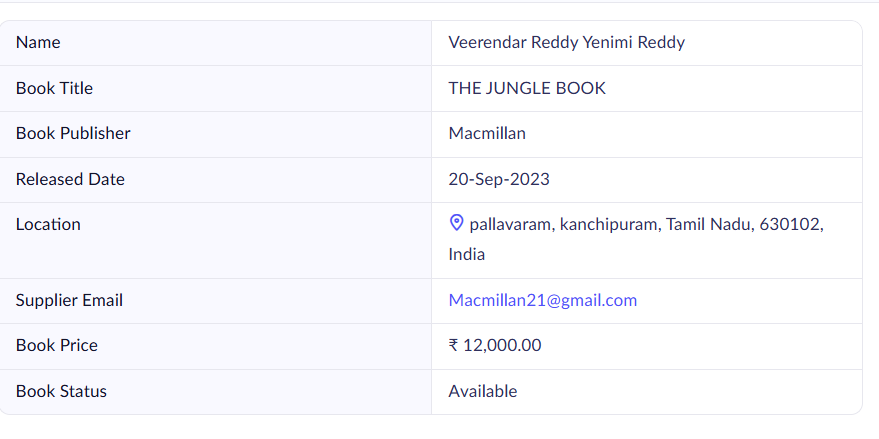 Name Veerendar Reddy Yenimi Reddy
Book Title THE JUNGLE BOOK
Book Publisher Macmillan
Released Date 20-Sep-2023
Location pallavaram, kanchipuram, Tamil Nadu, 630102,
India
Supplier Email Macmillan21@gmail.com
Book Price ₹ 12,000.00
Book Status Available